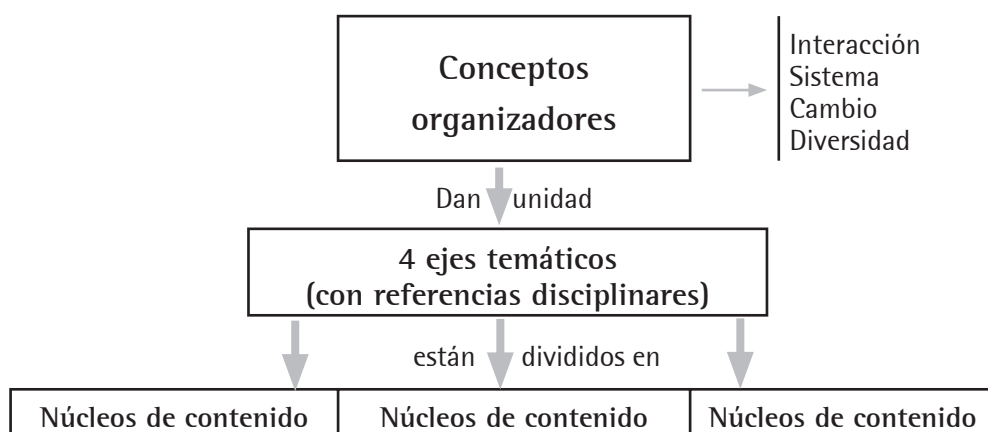 Conceptos
organizadores
Interacción
Sistema
Cambio
Diversidad
Dan unidad
4 ejes temáticos
(con referencias disciplinares)
están divididos en
Núcleos de contenido Núcleos de contenido Núcleos de contenido